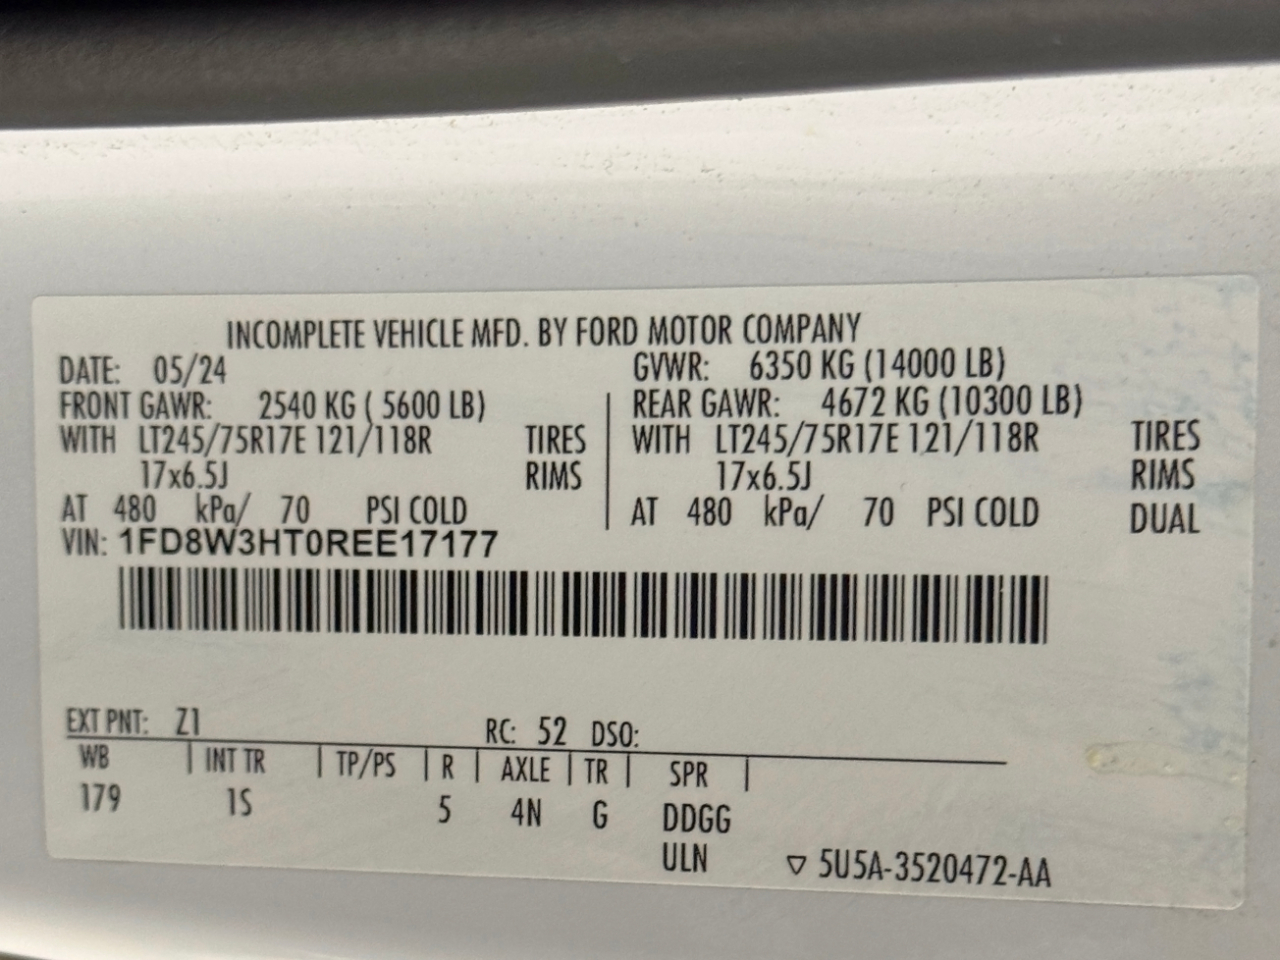 INCOMPLETE VEHICLE MFD. BY FORD MOTOR COMPANY
DATE: 05/24 GVWR: 6350 KG (14000 LB)
FRONT GAWR: 2540 KG ( 5600 LB) REAR GAWR: 4672 KG (10300 LB)
WITH LT245/75R17E 121/118R TIRES WITH LT245/75R17E 121/118R TIRES
17x6.5J RIMS 17x6.5J RIMS
AT 480 kPa/ 70 PSI COLD AT 480 kPa/ 70 PSI COLD DUAL
VIN: 1FD8W3HT0REE17177
EXT PNT: Z1 RC: 52 DSO:
WB | INT TR | TP/PS | R | AXLE | TR | SPR |
179 1S 5 4N G DDGG
ULN ▽ 5U5A-3520472-AA